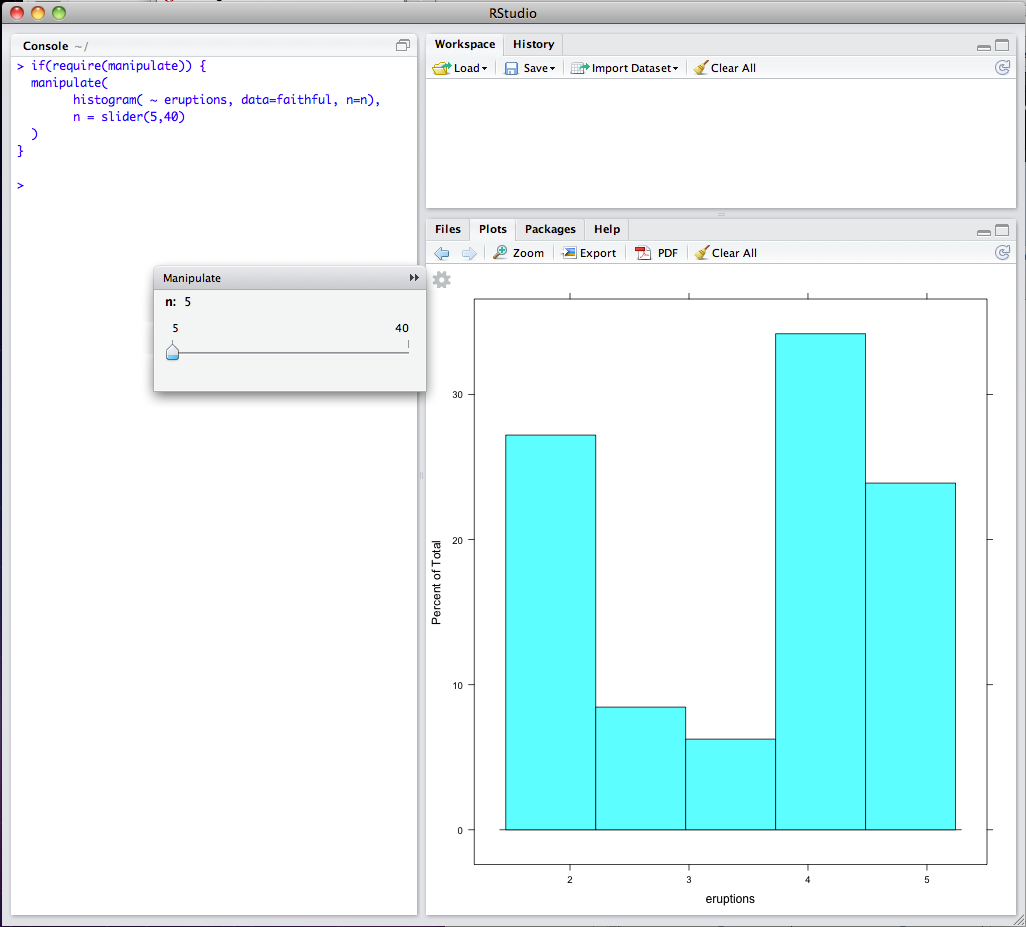 RStudio
Console ~/
> if(require(manipulate)) {
manipulate(
histogram( ~ eruptions, data=faithful, n=n),
n = slider(5,40)
)
}
>
Manipulate
n: 5
5 40
Workspace History
Load Save Import Dataset Clear All
Files Plots Packages Help
Zoom Export PDF Clear All
30
20
10
0
Percent of Total
2 3 4 5
eruptions